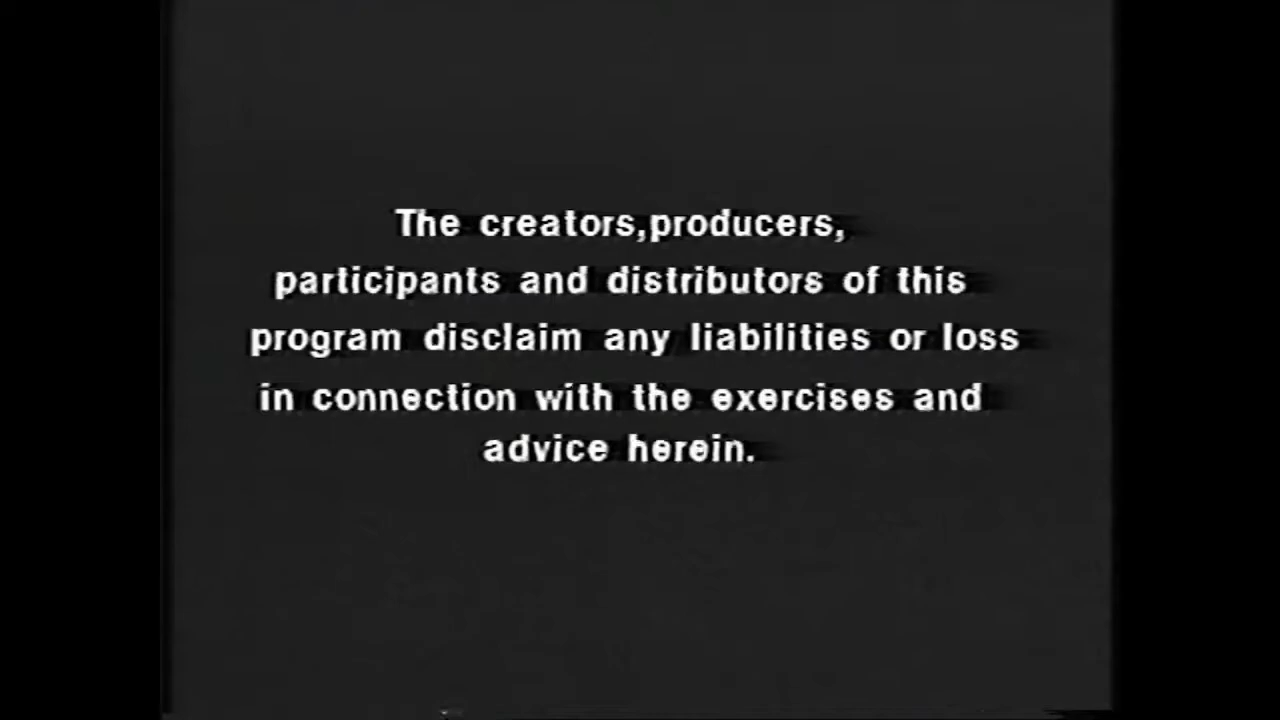 The creators,producers,
participants and distributors of this
program disclaim any liabilities or loss
in connection with the exercises and
advice herein.